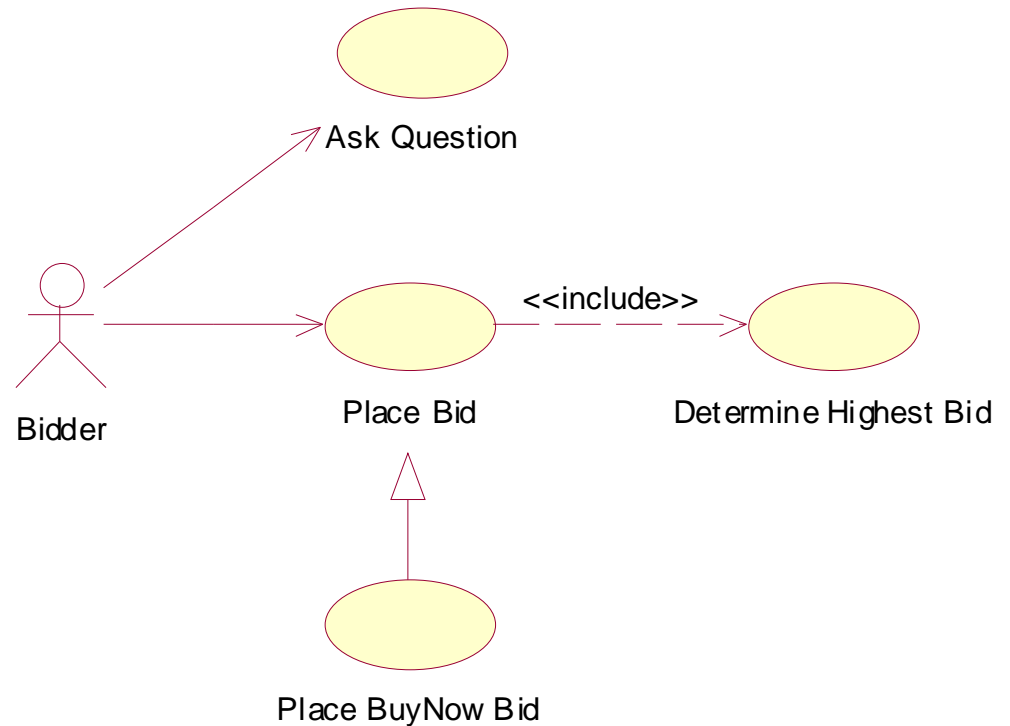 Ask Question
<<include>>
Bidder
Place Bid
Determine Highest Bid
Place BuyNow Bid